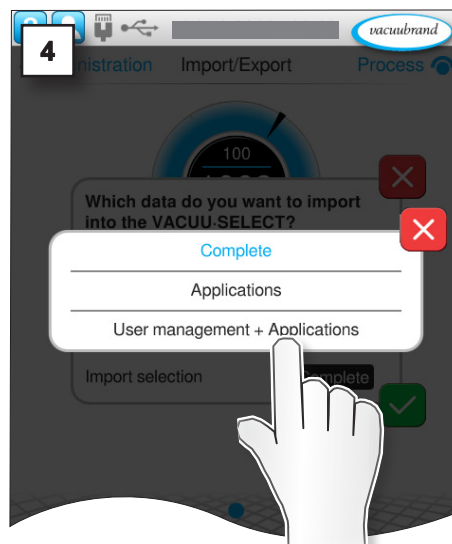 4
vacuubrand
nistration Import/Export Process
100
Which data do you want to import
into the VACUU·SELECT?
Complete
Applications
User management + Applications
Import selection